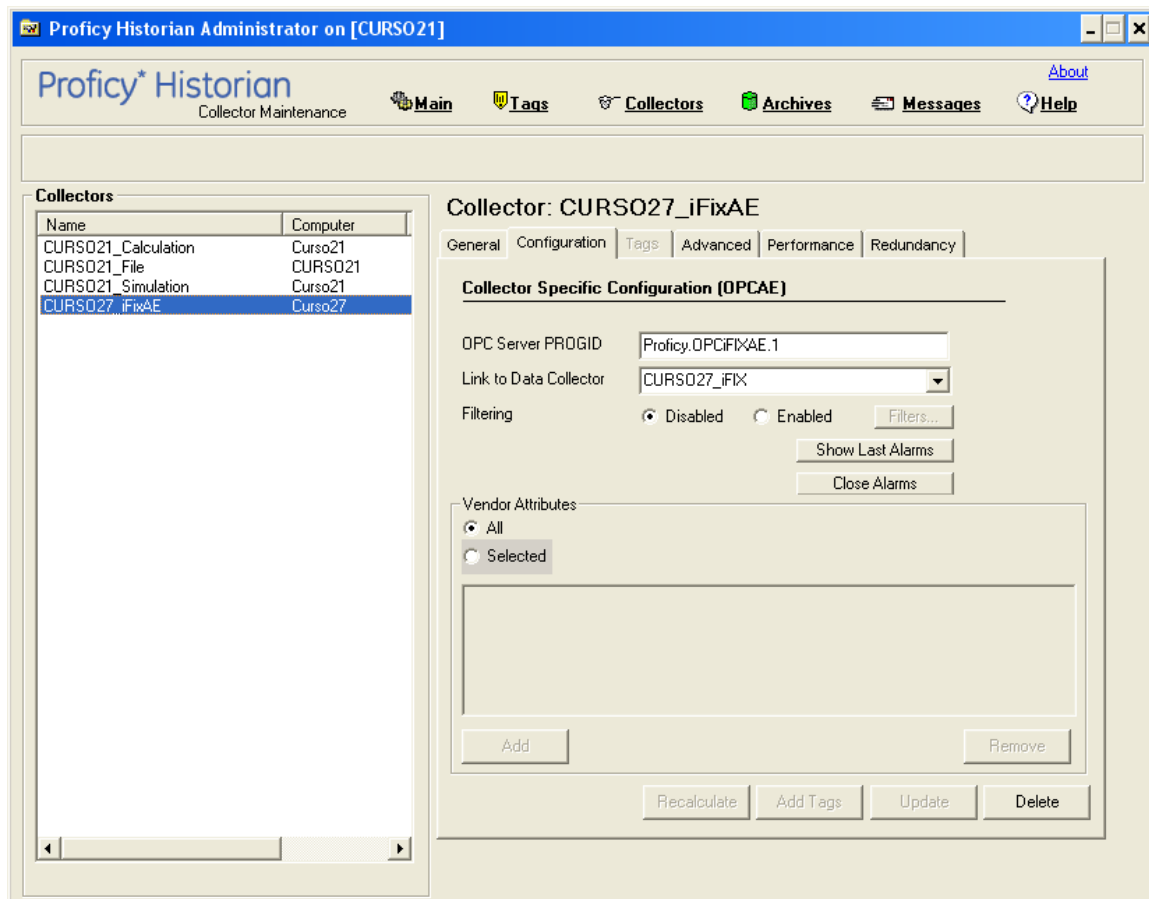 Proficy Historian Administrator on [CURSO21]
About
Proficy* Historian
Collector Maintenance
Main Tags Collectors Archives Messages Help
Collectors
Name Computer
CURSO21_Calculation Curso21
CURSO21_File CURSO21
CURSO21_Simulation Curso21
CURSO27_iFixAE Curso27
Collector: CURSO27_iFixAE
General Configuration Tags Advanced Performance Redundancy
Collector Specific Configuration (OPCAE)
OPC Server PROGID Proficy.OPCiFIXAE.1
Link to Data Collector CURSO27_iFIX
Filtering Disabled Enabled Filters...
Show Last Alarms
Close Alarms
Vendor Attributes
All
Selected
Add Remove
Recalculate Add Tags Update Delete